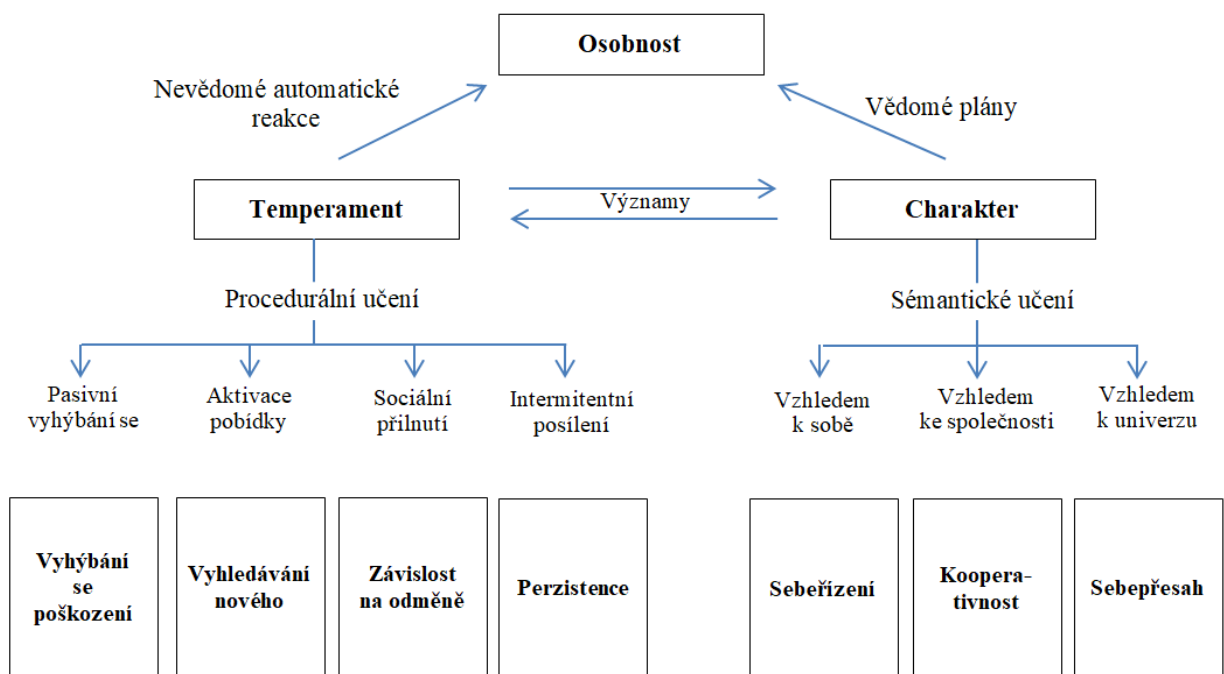 Osobnost
Nevědomé automatické
reakce
Vědomé plány
Temperament
Významy
Charakter
Procedurální učení
Sémantické učení
Pasivní
vyhýbání se
Aktivace
pobídky
Sociální
přilnutí
Intermitentní
posílení
Vzhledem
k sobě
Vzhledem
ke společnosti
Vzhledem
k univerzu
Vyhýbání
se
poškození
Vyhledávání
nového
Závislost
na odměně
Perzistence
Sebeřízení
Koopera-
tivnost
Sebepřesah